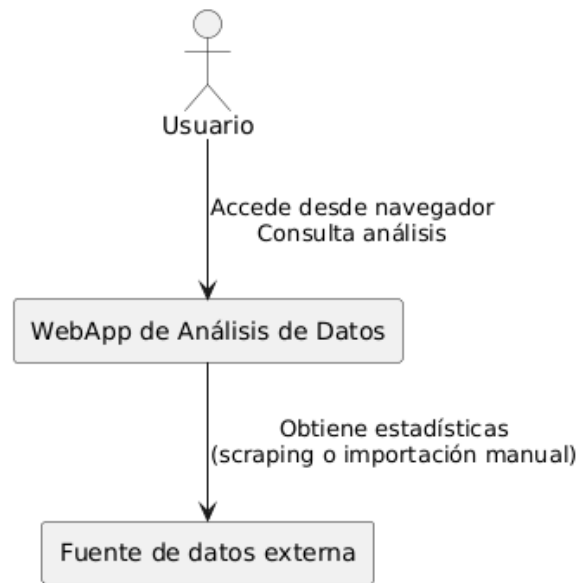 Usuario
Accede desde navegador
Consulta análisis
WebApp de Análisis de Datos
Obtiene estadísticas
(scraping o importación manual)
Fuente de datos externa